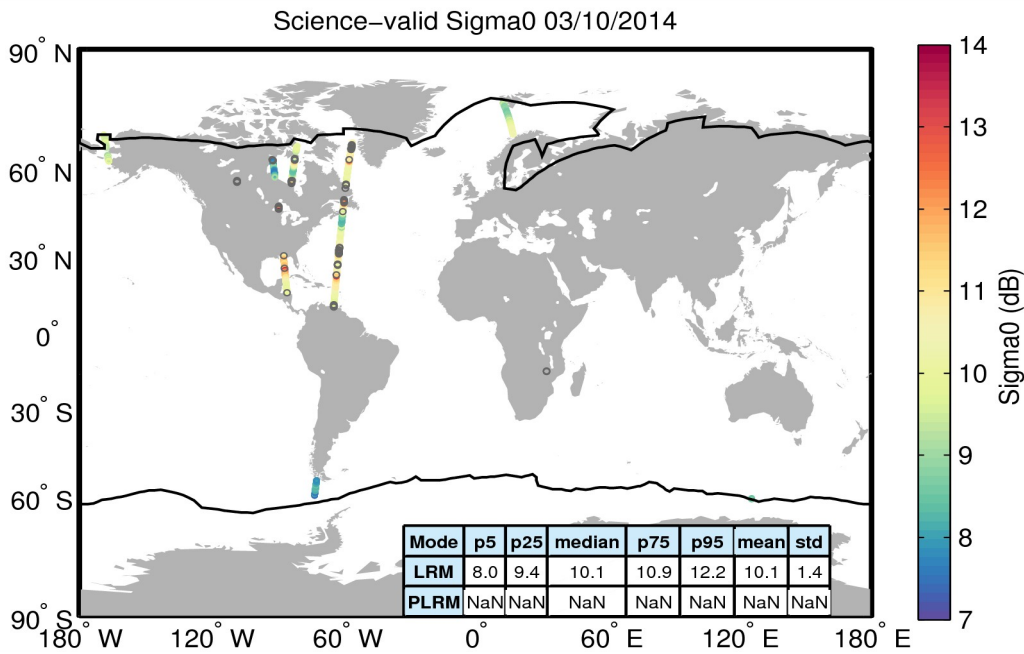 Science−valid Sigma0 03/10/2014
90° N
60° N
30° N
0°
30° S
60° S
90° S
180° W
120° W
60° W
0°
60° E
120° E
180° E
Mode p5 p25 median p75 p95 mean std
LRM 8.0 9.4 10.1 10.9 12.2 10.1 1.4
PLRM NaN NaN NaN NaN NaN NaN NaN
14
13
12
11
10
9
8
7
Sigma0 (dB)